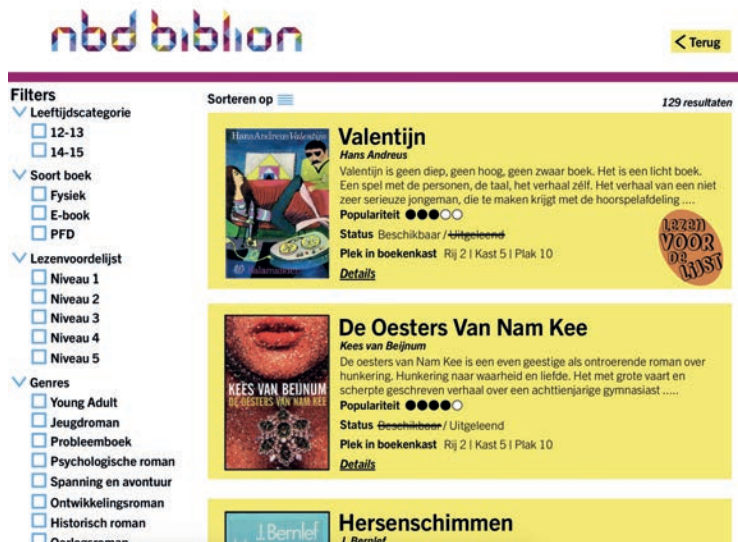 nbd biblion
Terug
Filters
Leeftijdscategorie
12-13
14-15
Soort boek
Fysiek
E-book
PFD
Lezenvoordelijst
Niveau 1
Niveau 2
Niveau 3
Niveau 4
Niveau 5
Genres
Young Adult
Jeugdroman
Probleemboek
Psychologische roman
Spanning en avontuur
Ontwikkelingsroman
Historisch roman
Oorlogsroman
Sorteren op
129 resultaten
Hans Andreus Valentijn
Salamander
Valentijn
Hans Andreus
Valentijn is geen diep, geen hoog, geen zwaar boek. Het is een licht boek.
Een spel met de personen, de taal, het verhaal zélf. Het verhaal van een niet
zeer serieuze jongeman, die te maken krijgt met de hoorspelafdeling ....
Populariteit
Status Beschikbaar / Uitgeleend
Plek in boekenkast Rij 2 | Kast 5 | Plak 10
Details
LEZEN
VOOR
DE
LIJST
KEES VAN BEIJNUM
DE OESTERS VAN NAM KEE
De Oesters Van Nam Kee
Kees van Beijnum
De oesters van Nam Kee is een even geestige als ontroerende roman over
hunkering. Hunkering naar waarheid en liefde. Het met grote vaart en
scherpte geschreven verhaal over een achttienjarige gymnasiast .....
Populariteit
Status Beschikbaar / Uitgeleend
Plek in boekenkast Rij 2 | Kast 5 | Plak 10
Details
J. Bernlef
Hersenschimmen
J. Bernlef